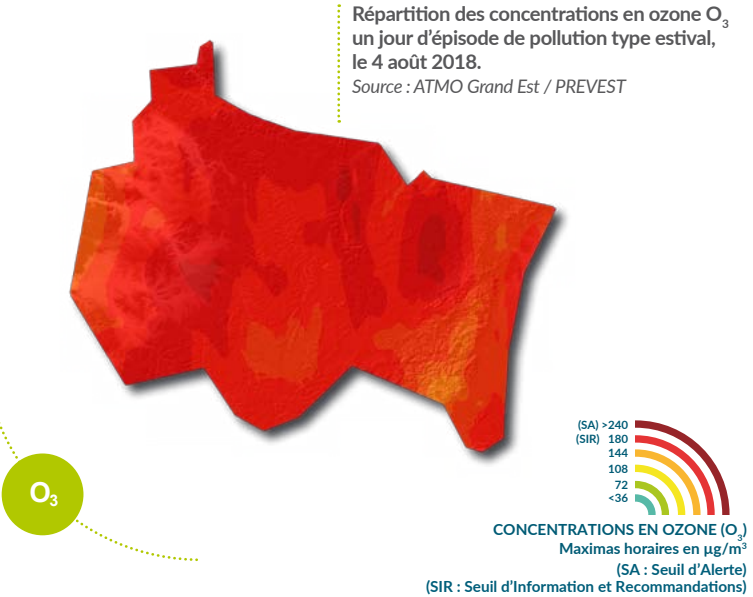 Répartition des concentrations en ozone O3
un jour d'épisode de pollution type estival,
le 4 août 2018.
Source : ATMO Grand Est / PREVEST
(SA) >240
(SIR) 180
144
108
72
<36
O3
CONCENTRATIONS EN OZONE (O3)
Maximas horaires en µg/m³
(SA : Seuil d'Alerte)
(SIR : Seuil d'Information et Recommandations)